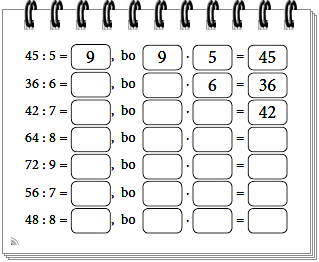 45 : 5 = 9, bo 9 · 5 = 45
36 : 6 = , bo · 6 = 36
42 : 7 = , bo · = 42
64 : 8 = , bo · =
72 : 9 = , bo · =
56 : 7 = , bo · =
48 : 8 = , bo · =